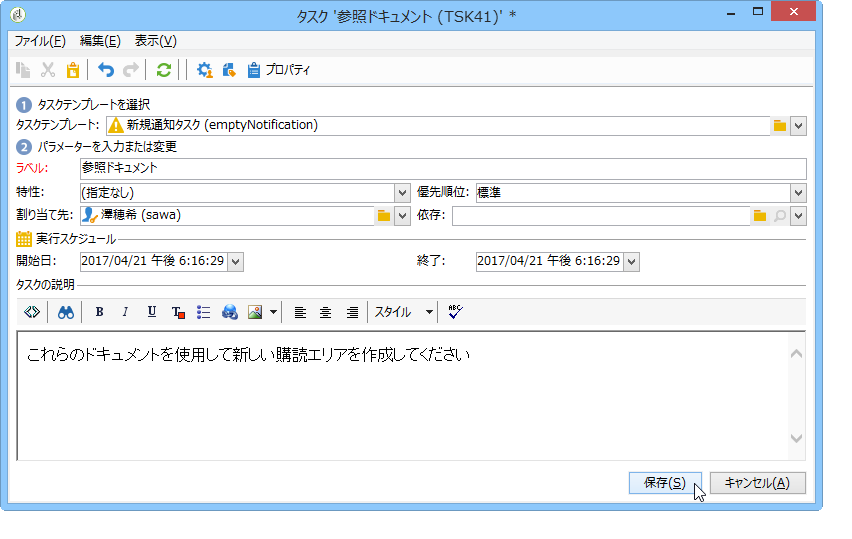 タスク '参照ドキュメント (TSK41)' *
ファイル(F) 編集(E) 表示(V)
プロパティ
1 タスクテンプレートを選択
タスクテンプレート: 新規通知タスク (emptyNotification)
2 パラメーターを入力または変更
ラベル: 参照ドキュメント
特性: (指定なし) 優先順位: 標準
割り当て先: 澤穂希 (sawa) 依存:
実行スケジュール
開始日: 2017/04/21 午後 6:16:29 終了: 2017/04/21 午後 6:16:29
タスクの説明
B I U T スタイル ABC
これらのドキュメントを使用して新しい購読エリアを作成してください
保存(S) キャンセル(A)